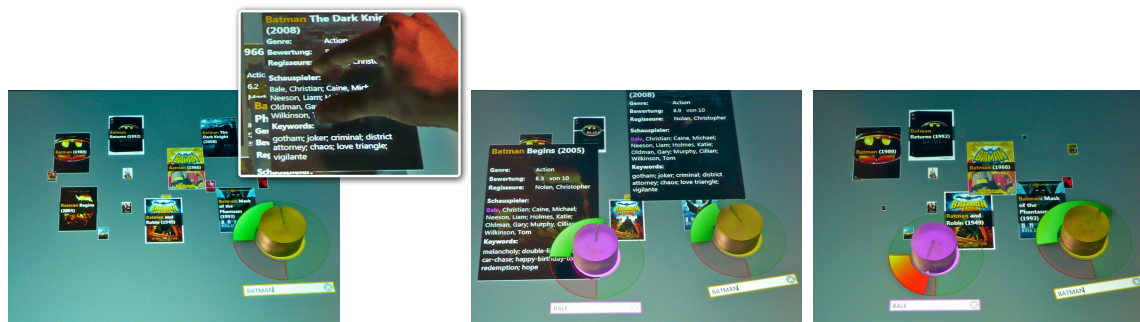 Batman The Dark
(2008)
Genre: Action
Bewertung:
Regisseure:
Schauspieler:
Bale, Christian; Caine,
Neeson, Liam;
Oldman, Gary
Wilkinson,
Keywords:
gotham; joker; criminal; district
attorney; chaos; love triangle;
vigilante
966
6.2
Batman (1989)
Batman
Returns (1992)
Batman The
Dark Knight
(2008)
Batman (1966)
Batman Begins
(2005)
Batman and
Robin (1949)
Batman: Mask
of the
Phantasm
(1993)
BATMAN
Batman Begins (2005)
Genre: Action
Bewertung: 8.3 von 10
Regisseure: Nolan, Christopher
Schauspieler:
Bale, Christian; Caine, Michael;
Neeson, Liam; Holmes, Katie;
Oldman, Gary; Murphy, Cillian;
Wilkinson, Tom
Keywords:
melancholy;
car-chase;
redemption; hope
(2008)
Genre: Action
Bewertung: 8.9 von 10
Regisseure: Nolan, Christopher
Schauspieler:
Bale, Christian; Caine, Michael;
Neeson, Liam; Holmes, Katie;
Oldman, Gary; Murphy, Cillian;
Wilkinson, Tom
Keywords:
gotham; joker; criminal; district
attorney; chaos; love triangle;
vigilante
BALE
BATMAN
Batman (1989)
Batman
Returns (1992)
Batman (1966)
Batman and
Robin (1949)
Batman: Mask
of the
Phantasm
(1993)
BALE
BATMAN